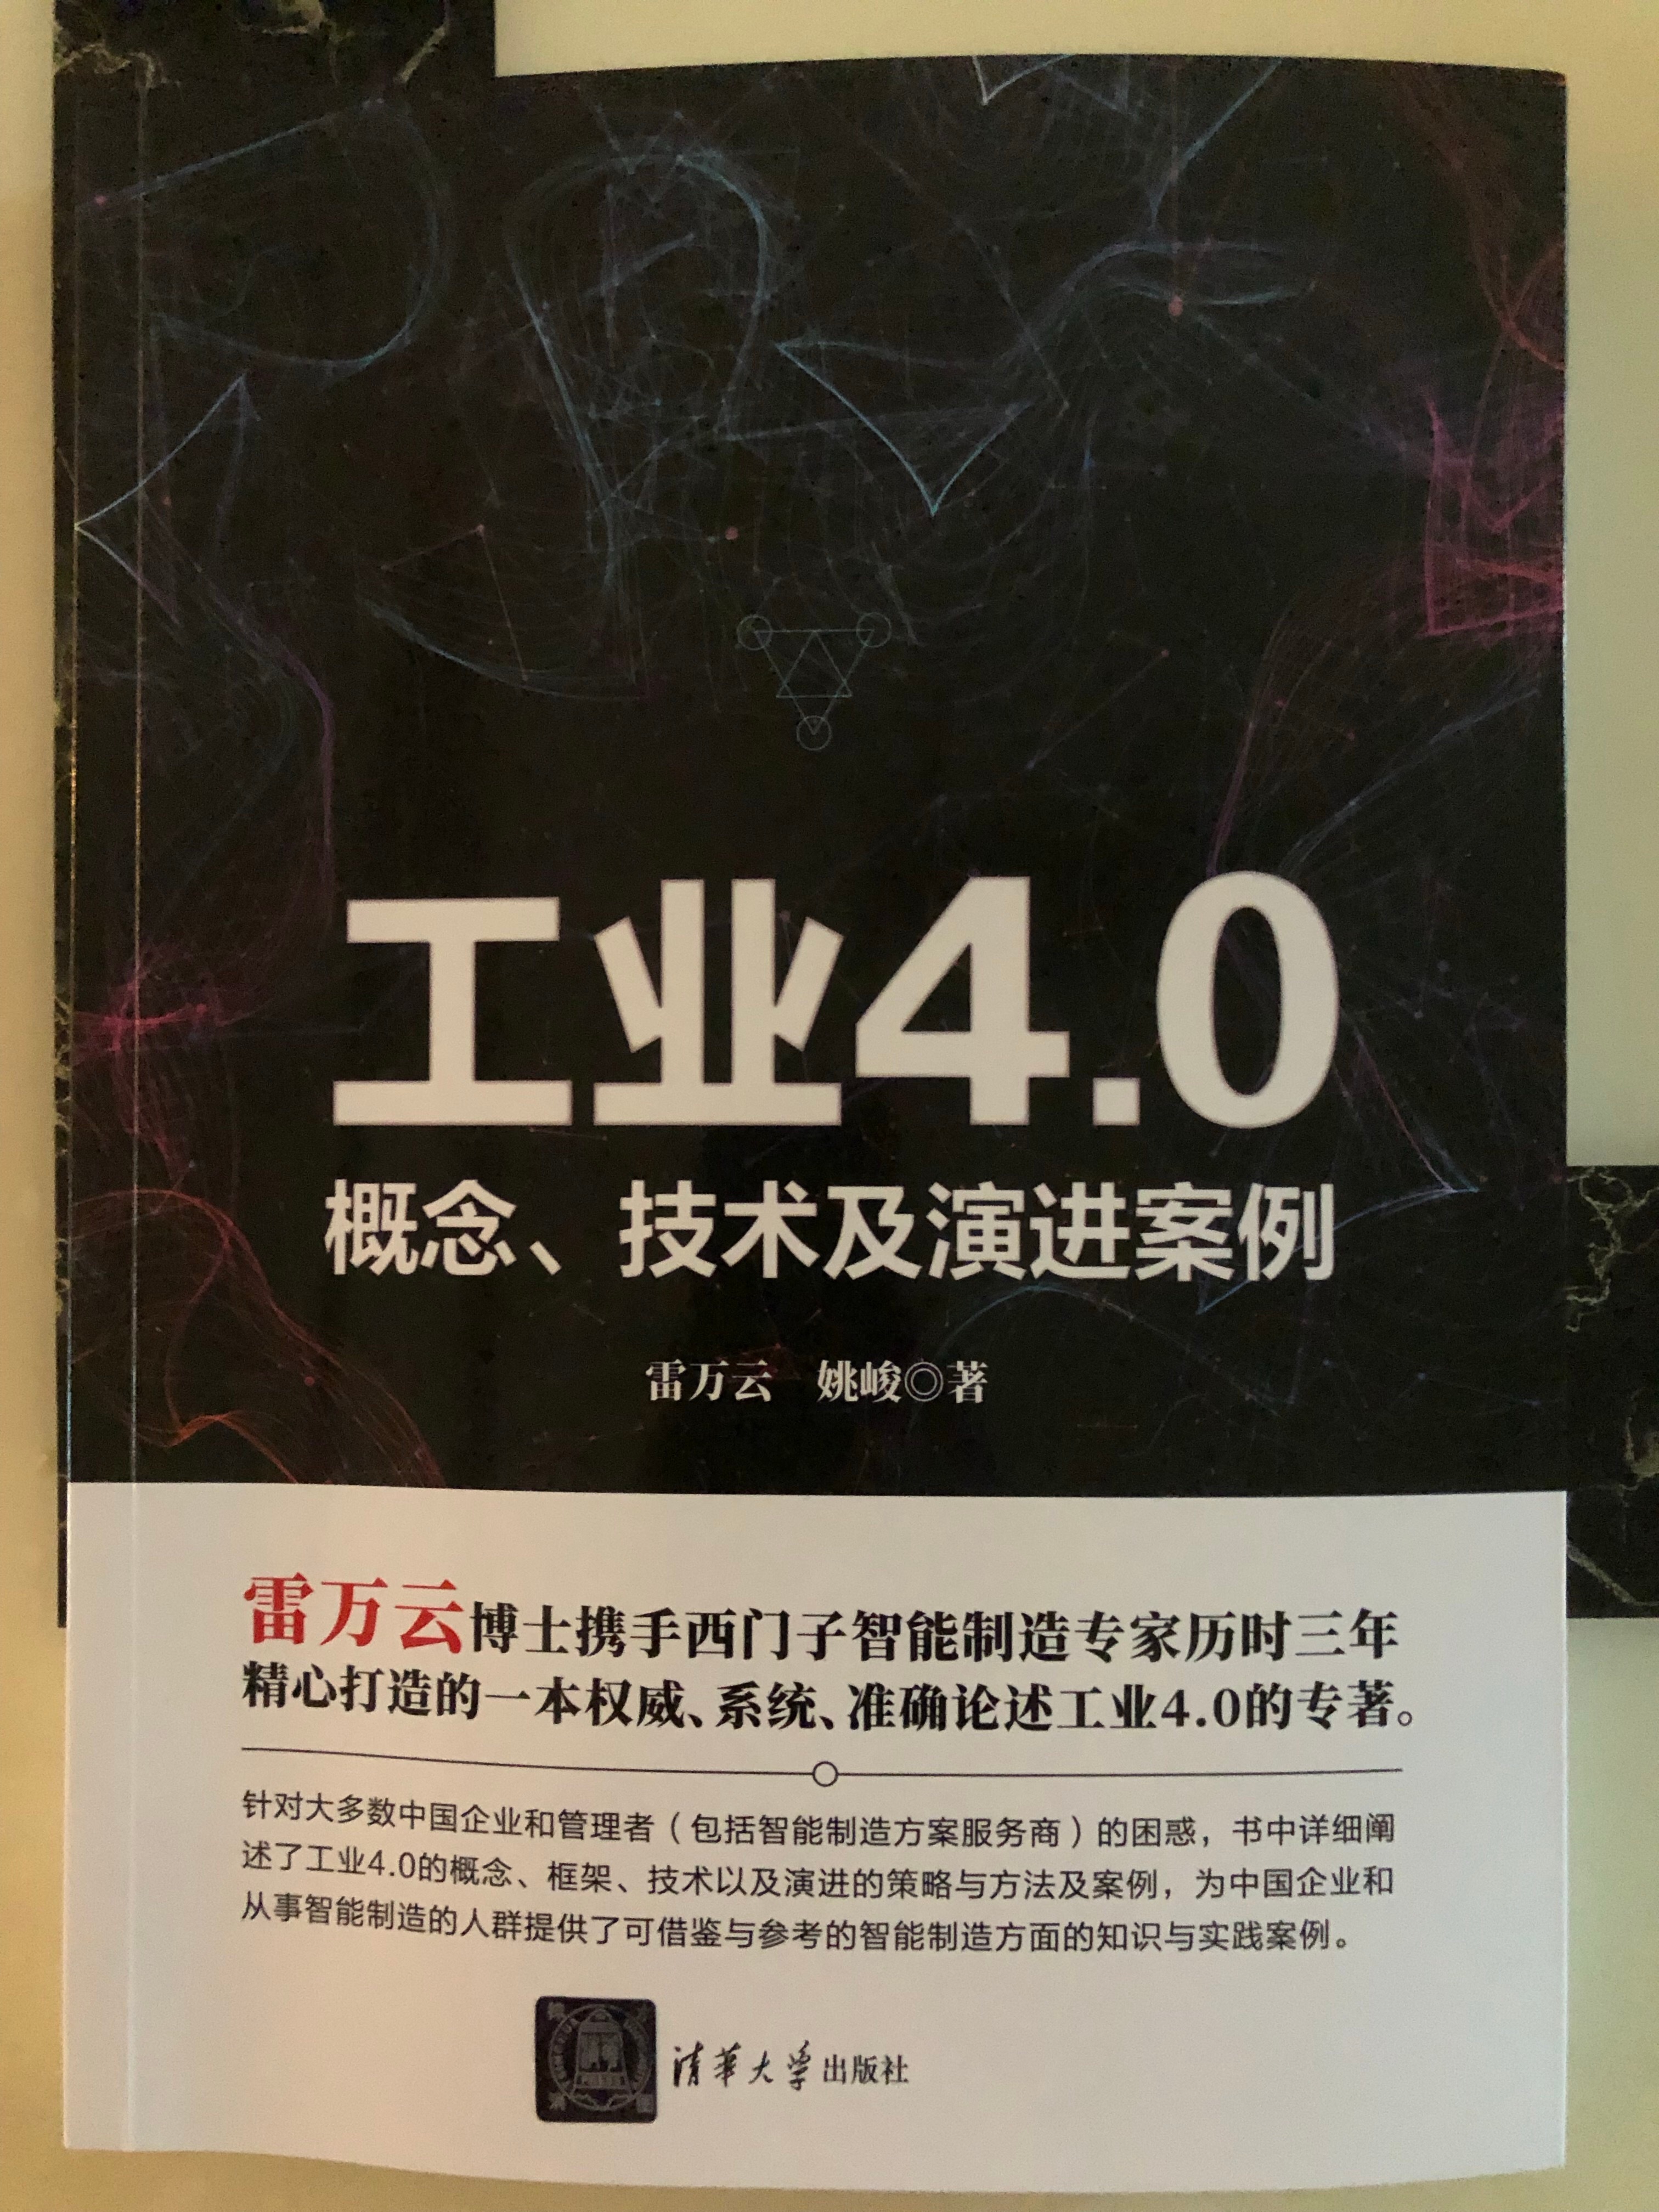 工业4.0
概念、技术及演进案例
雷万云 姚峻◎著
雷万云博士携手西门子智能制造专家历时三年
精心打造的一本权威、系统、准确论述工业4.0的专著。
针对大多数中国企业和管理者（包括智能制造方案服务商）的困惑，书中详细阐
述了工业4.0的概念、框架、技术以及演进的策略与方法及案例，为中国企业和
从事智能制造的人群提供了可借鉴与参考的智能制造方面的知识与实践案例。
清华大学出版社